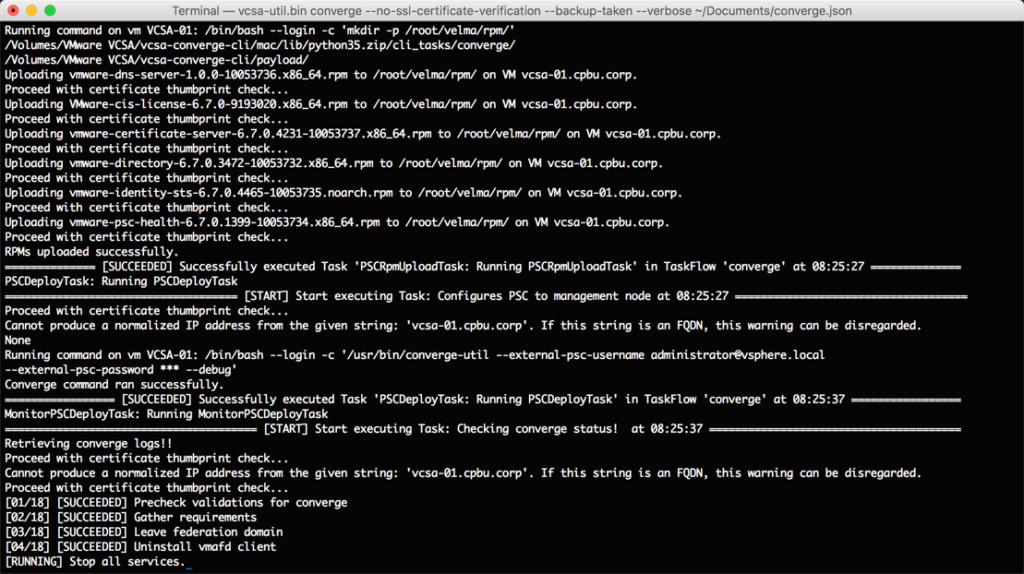 Terminal — vcsa-util.bin converge --no-ssl-certificate-verification --backup-taken --verbose ~/Documents/converge.json
Running command on vm VCSA-01: /bin/bash --login -c 'mkdir -p /root/velma/rpm/'
/Volumes/VMware VCSA/vcsa-converge-cli/mac/lib/python35.zip/cli_tasks/converge/
/Volumes/VMware VCSA/vcsa-converge-cli/payload/
Uploading vmware-dns-server-1.0.0-10053736.x86_64.rpm to /root/velma/rpm/ on VM vcsa-01.cpbu.corp.
Proceed with certificate thumbprint check...
Uploading VMware-cis-license-6.7.0-9193020.x86_64.rpm to /root/velma/rpm/ on VM vcsa-01.cpbu.corp.
Proceed with certificate thumbprint check...
Uploading vmware-certificate-server-6.7.0.4231-10053737.x86_64.rpm to /root/velma/rpm/ on VM vcsa-01.cpbu.corp.
Proceed with certificate thumbprint check...
Uploading vmware-directory-6.7.0.3472-10053732.x86_64.rpm to /root/velma/rpm/ on VM vcsa-01.cpbu.corp.
Proceed with certificate thumbprint check...
Uploading vmware-identity-sts-6.7.0.4465-10053735.noarch.rpm to /root/velma/rpm/ on VM vcsa-01.cpbu.corp.
Proceed with certificate thumbprint check...
Uploading vmware-psc-health-6.7.0.1399-10053734.x86_64.rpm to /root/velma/rpm/ on VM vcsa-01.cpbu.corp.
Proceed with certificate thumbprint check...
RPMs uploaded successfully.
============== [SUCCEEDED] Successfully executed Task 'PSCRpmUploadTask: Running PSCRpmUploadTask' in TaskFlow 'converge' at 08:25:27 ==============
PSCDeployTask: Running PSCDeployTask
==================================== [START] Start executing Task: Configures PSC to management node at 08:25:27 ====================================
Proceed with certificate thumbprint check...
Cannot produce a normalized IP address from the given string: 'vcsa-01.cpbu.corp'. If this string is an FQDN, this warning can be disregarded.
None
Running command on vm VCSA-01: /bin/bash --login -c '/usr/bin/converge-util --external-psc-username administrator@vsphere.local
--external-psc-password *** --debug'
Converge command ran successfully.
================= [SUCCEEDED] Successfully executed Task 'PSCDeployTask: Running PSCDeployTask' in TaskFlow 'converge' at 08:25:37 =================
MonitorPSCDeployTask: Running MonitorPSCDeployTask
======================================= [START] Start executing Task: Checking converge status!  at 08:25:37 =======================================
Retrieving converge logs!!
Proceed with certificate thumbprint check...
Cannot produce a normalized IP address from the given string: 'vcsa-01.cpbu.corp'. If this string is an FQDN, this warning can be disregarded.
Proceed with certificate thumbprint check...
[01/18] [SUCCEEDED] Precheck validations for converge
[02/18] [SUCCEEDED] Gather requirements
[03/18] [SUCCEEDED] Leave federation domain
[04/18] [SUCCEEDED] Uninstall vmafd client
[RUNNING] Stop all services._